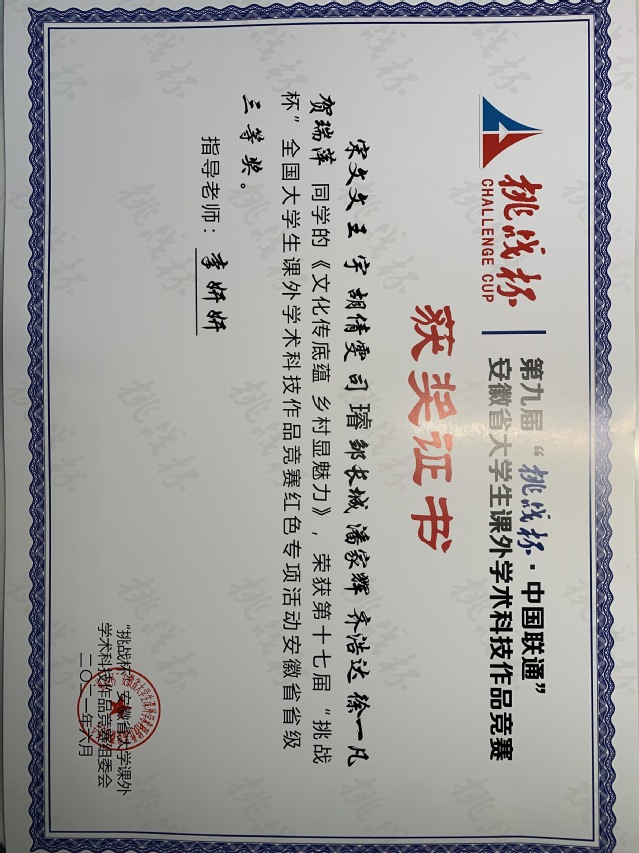 挑战杯
CHALLENGE CUP
第九届“挑战杯·中国联通”
安徽省大学生课外学术科技作品竞赛
获奖证书
宋文文 王宇 胡倩雯 司璿 邹长城 潘家辉 乔浩达 徐一凡
贺瑞萍 同学的《文化传底蕴 乡村显魅力》，荣获第十七届“挑战
杯”全国大学生课外学术科技作品竞赛红色专项活动安徽省省级
三等奖。
指导老师：李妍妍
“挑战杯”安徽省大学课外
学术科技作品竞赛组委会
二〇二一年六月